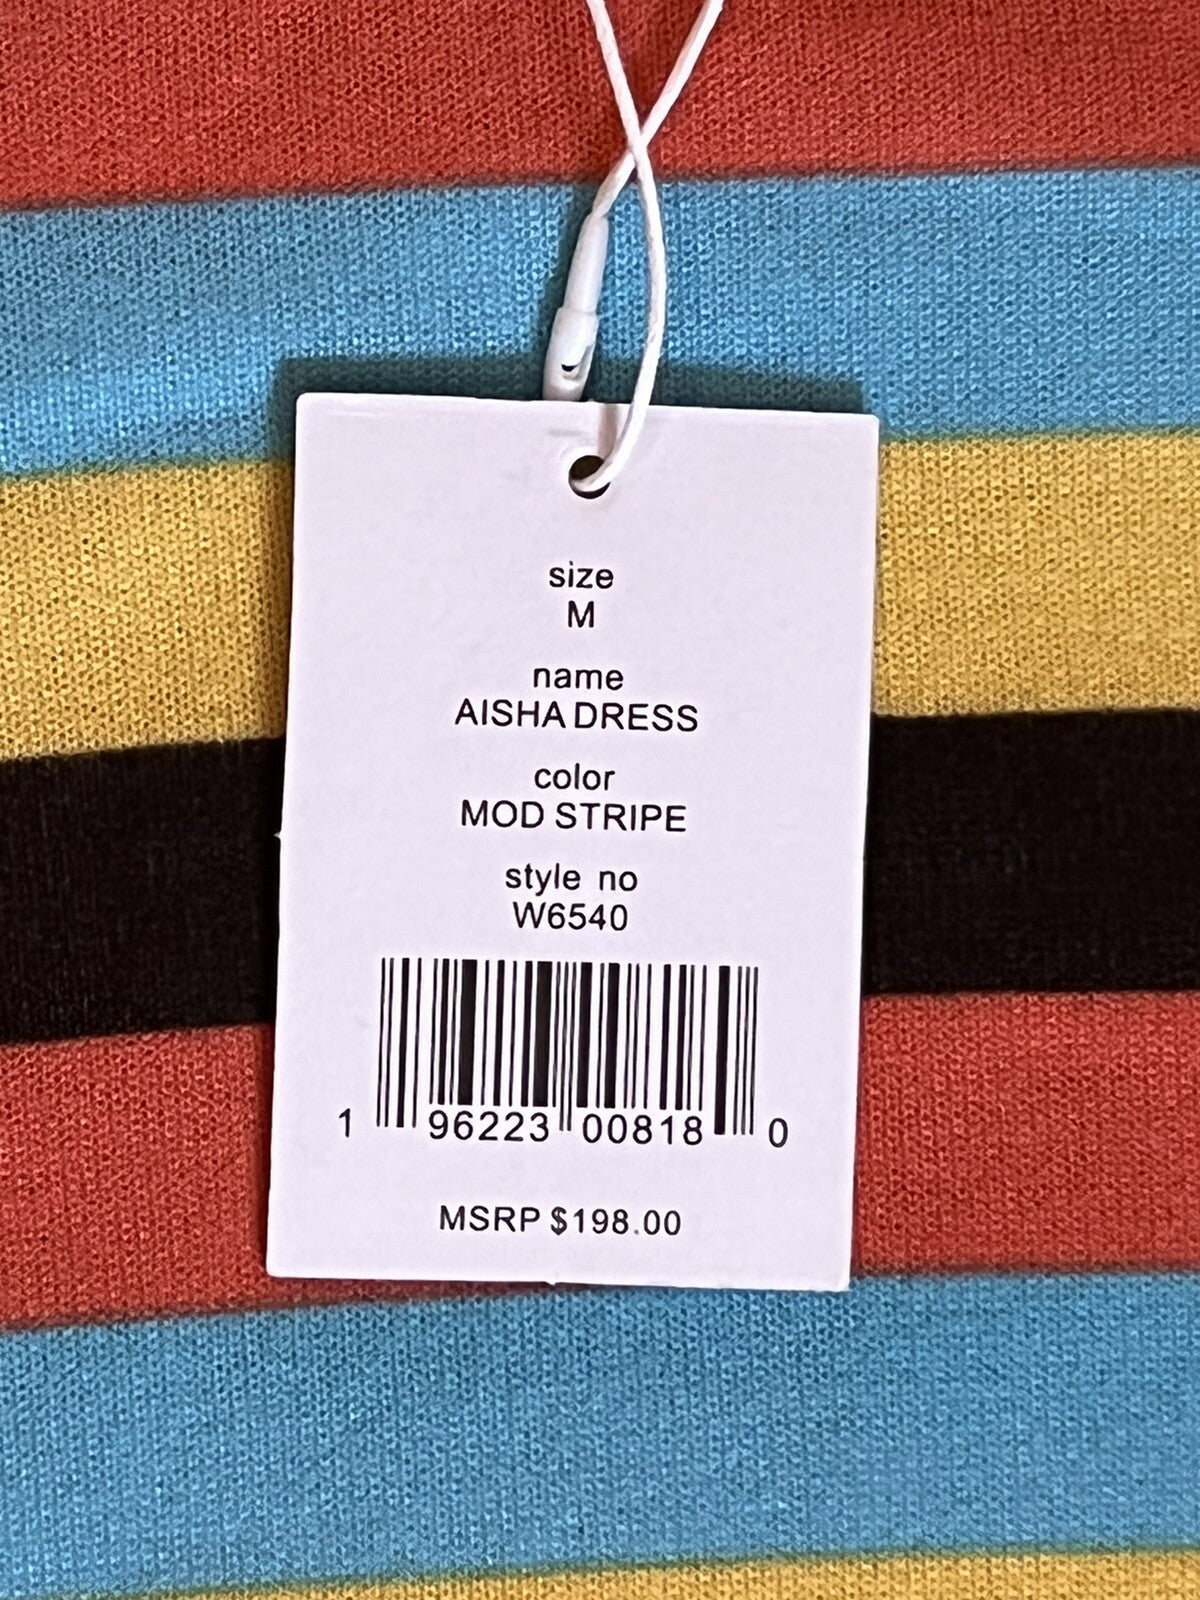 size
M
name
AISHA DRESS
color
MOD STRIPE
style no
W6540
1 96223 00818 0
MSRP $198.00